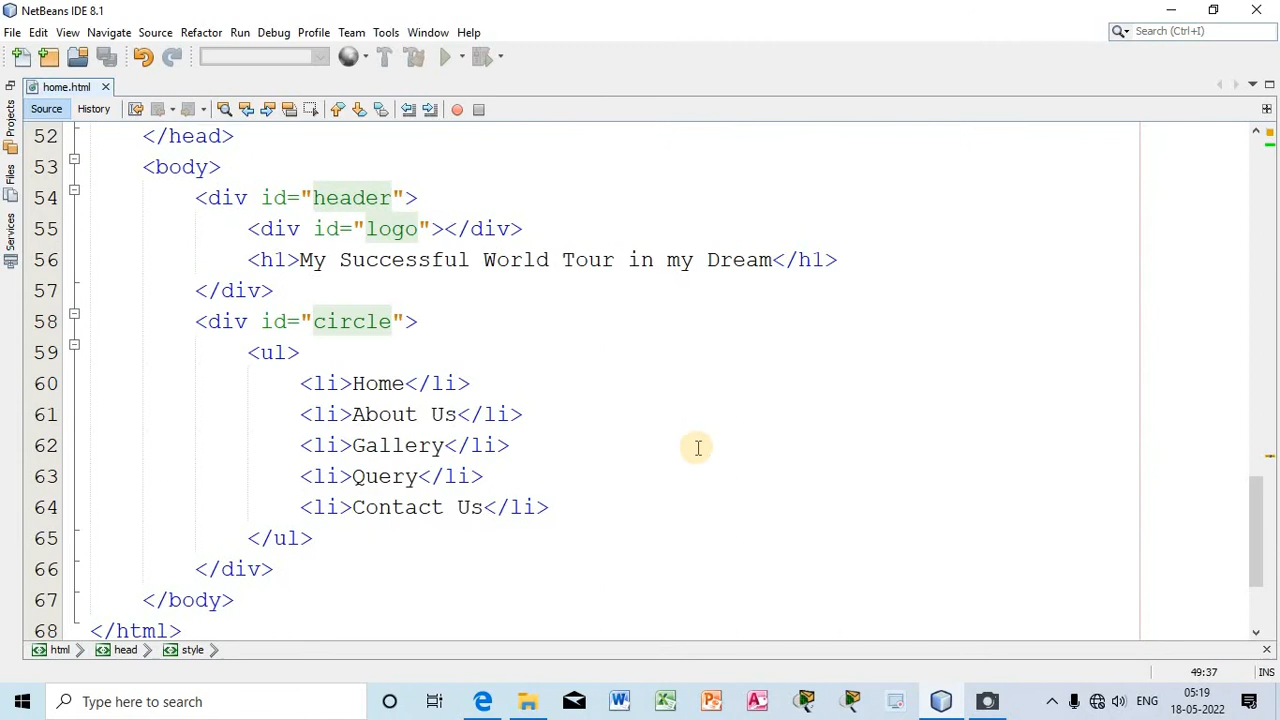 NetBeans IDE 8.1
File Edit View Navigate Source Refactor Run Debug Profile Team Tools Window Help
Search (Ctrl+I)
home.html
Source History
Projects
Files
Services
52 </head>
53 <body>
54 <div id="header">
55 <div id="logo"></div>
56 <h1>My Successful World Tour in my Dream</h1>
57 </div>
58 <div id="circle">
59 <ul>
60 <li>Home</li>
61 <li>About Us</li>
62 <li>Gallery</li>
63 <li>Query</li>
64 <li>Contact Us</li>
65 </ul>
66 </div>
67 </body>
68 </html>
html head style
49:37 INS
Type here to search
ENG
05:19
18-05-2022